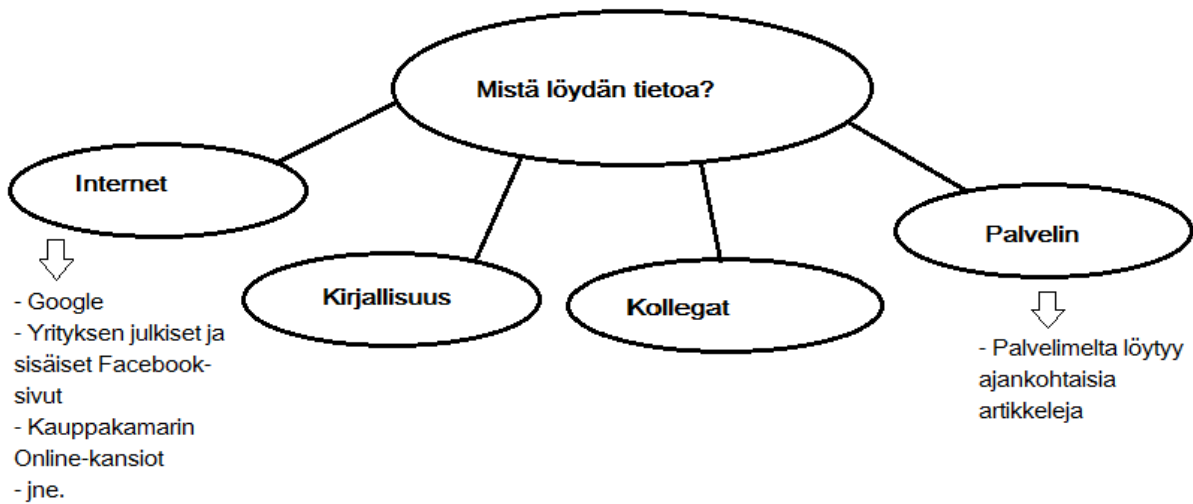 Mistä löydän tietoa?
Internet
Kirjallisuus
Kollegat
Palvelin
- Google
- Yrityksen julkiset ja
sisäiset Facebook-
sivut
- Kauppakamarin
Online-kansiot
- jne.
- Palvelimelta löytyy
ajankohtaisia
artikkeleja